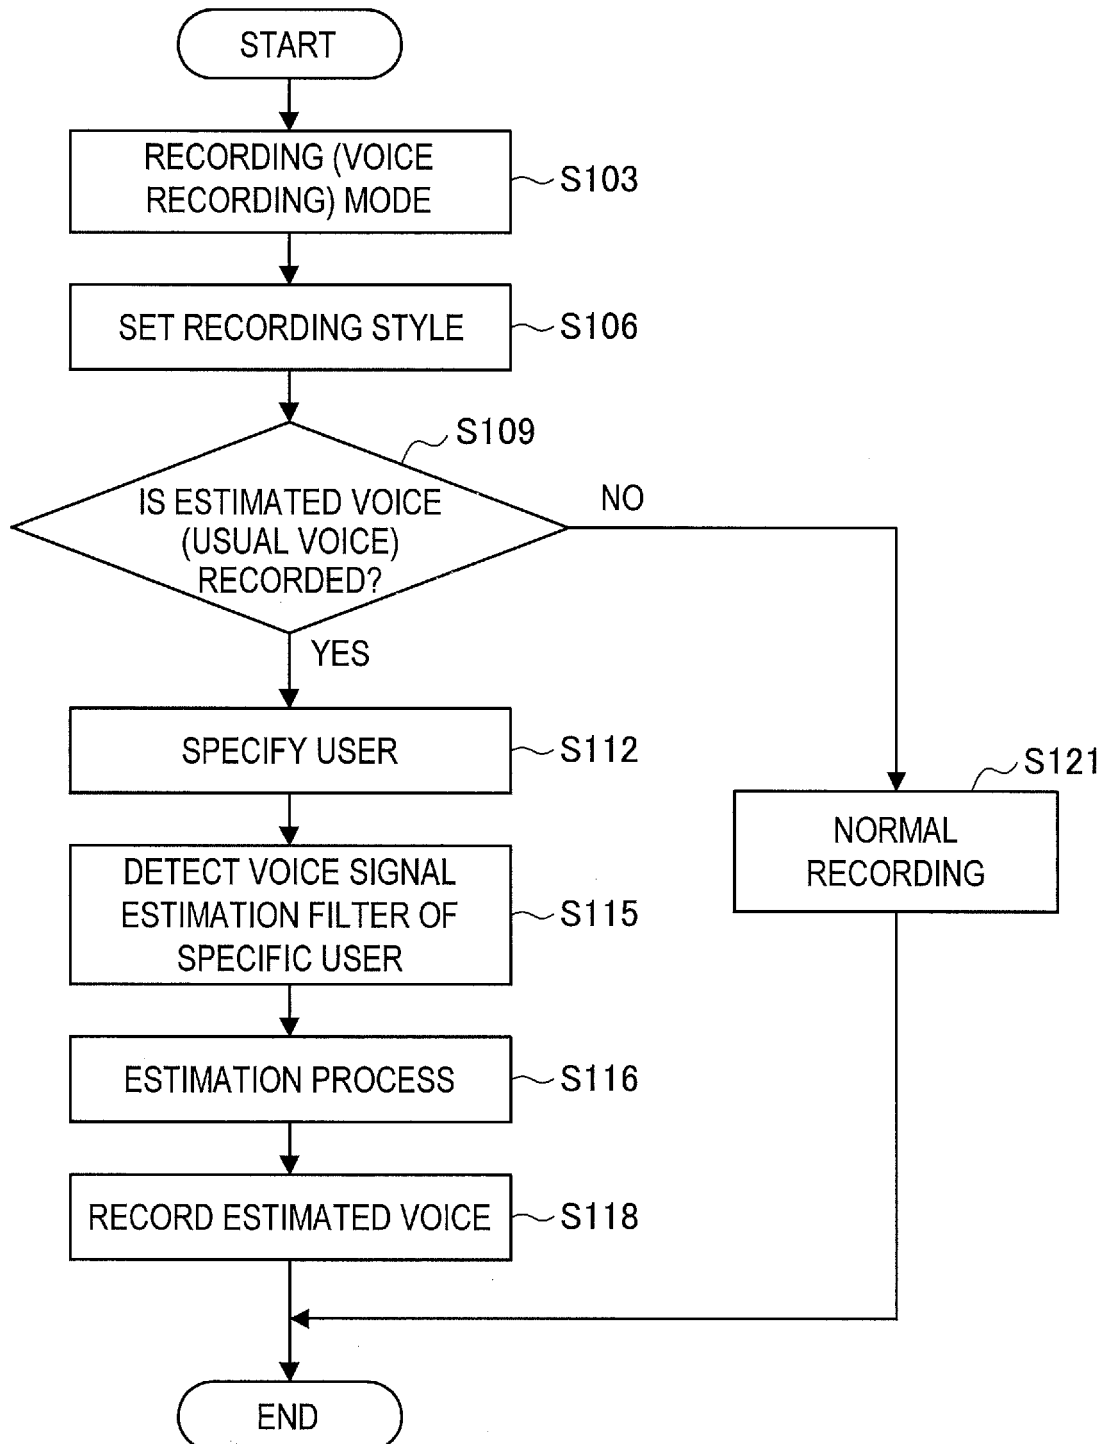 START
RECORDING (VOICE
RECORDING) MODE
S103
SET RECORDING STYLE
S106
S109
IS ESTIMATED VOICE
(USUAL VOICE)
RECORDED?
NO
YES
SPECIFY USER
S112
S121
NORMAL
RECORDING
DETECT VOICE SIGNAL
ESTIMATION FILTER OF
SPECIFIC USER
S115
ESTIMATION PROCESS
S116
RECORD ESTIMATED VOICE
S118
END